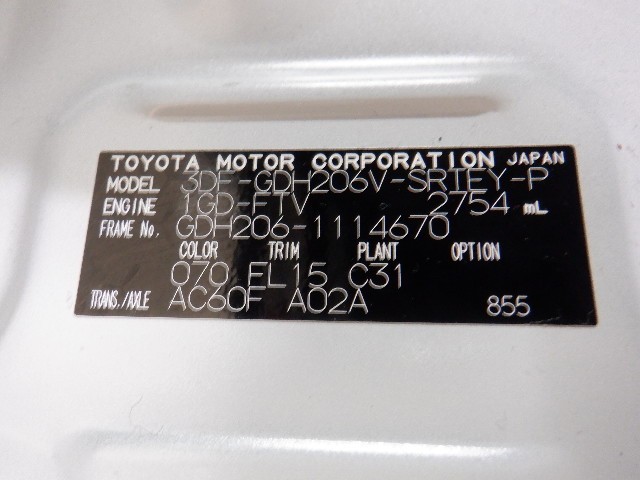 TOYOTA MOTOR CORPORATION JAPAN
MODEL 3DF-GDH206V-SRTEY-P
ENGINE 1GD-FTV 2754 mL
FRAME No. GDH206-1114670
COLOR TRIM PLANT OPTION
070 FL15 C31
TRANS./AXLE AC60F A02A 855